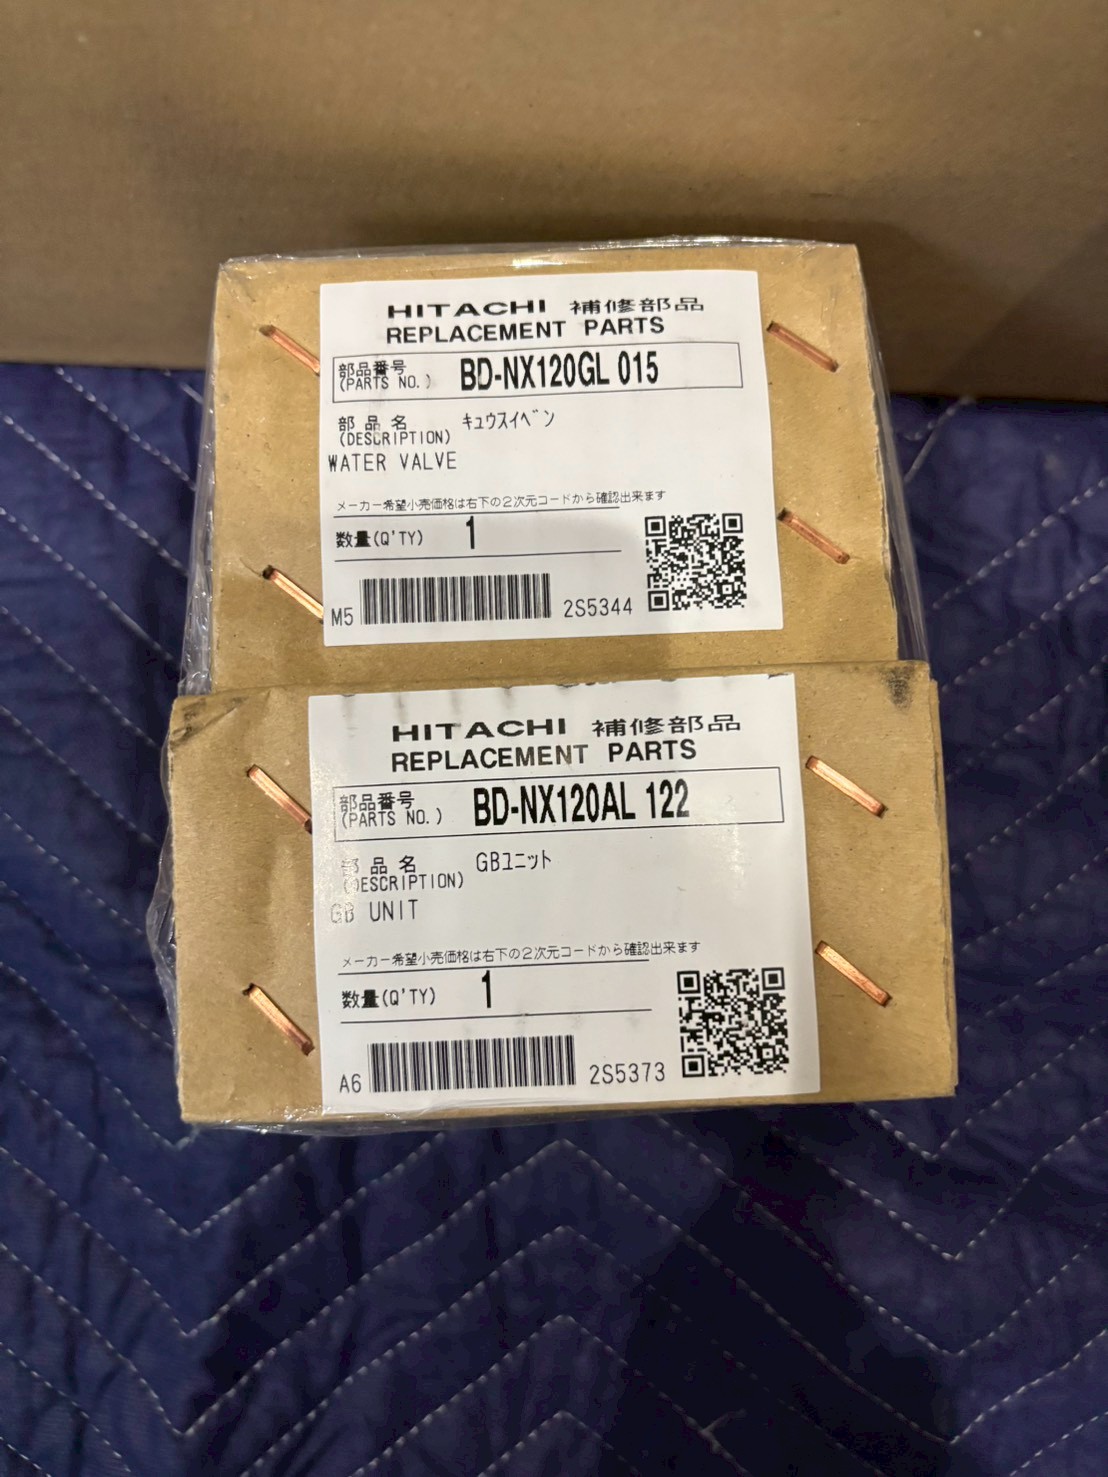 HITACHI 補修部品
REPLACEMENT PARTS
部品番号
(PARTS NO.) BD-NX120GL 015
部品名 キュウスイベン
(DESCRIPTION)
WATER VALVE
メーカー希望小売価格は右下の2次元コードから確認出来ます
数量(Q'TY) 1
M5 2S5344
HITACHI 補修部品
REPLACEMENT PARTS
部品番号
(PARTS NO.) BD-NX120AL 122
部品名 GBユニット
(DESCRIPTION)
GB UNIT
メーカー希望小売価格は右下の2次元コードから確認出来ます
数量(Q'TY) 1
A6 2S5373